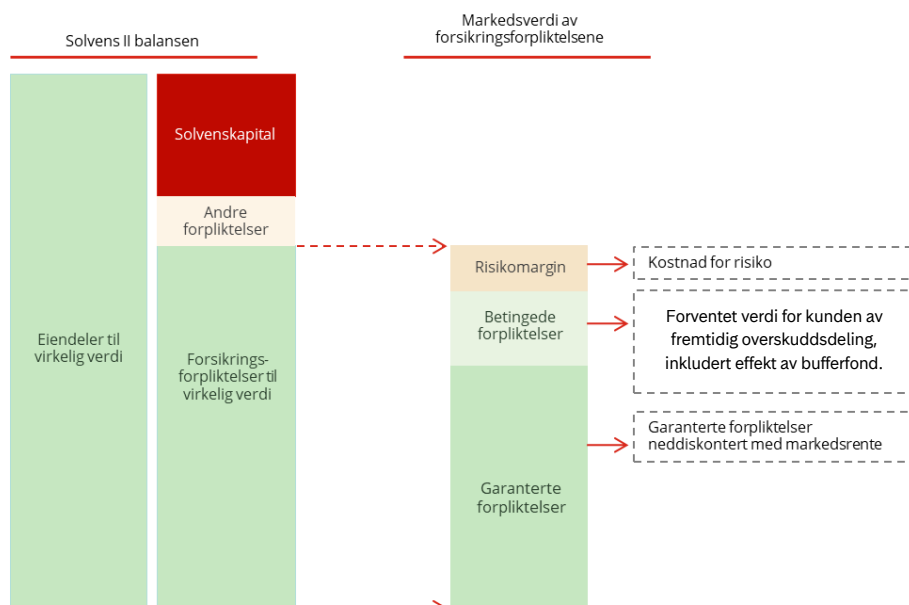 Solvens II balansen
Markedsverdi av
forsikringsforpliktelsene
Eiendeler til
virkelig verdi
Solvenskapital
Andre
forpliktelser
Forsikrings-
forpliktelser til
virkelig verdi
Risikomargin
Betingede
forpliktelser
Garanterte
forpliktelser
Kostnad for risiko
Forventet verdi for kunden av
fremtidig overskuddsdeling,
inkludert effekt av bufferfond.
Garanterte forpliktelser
neddiskontert med markedsrente